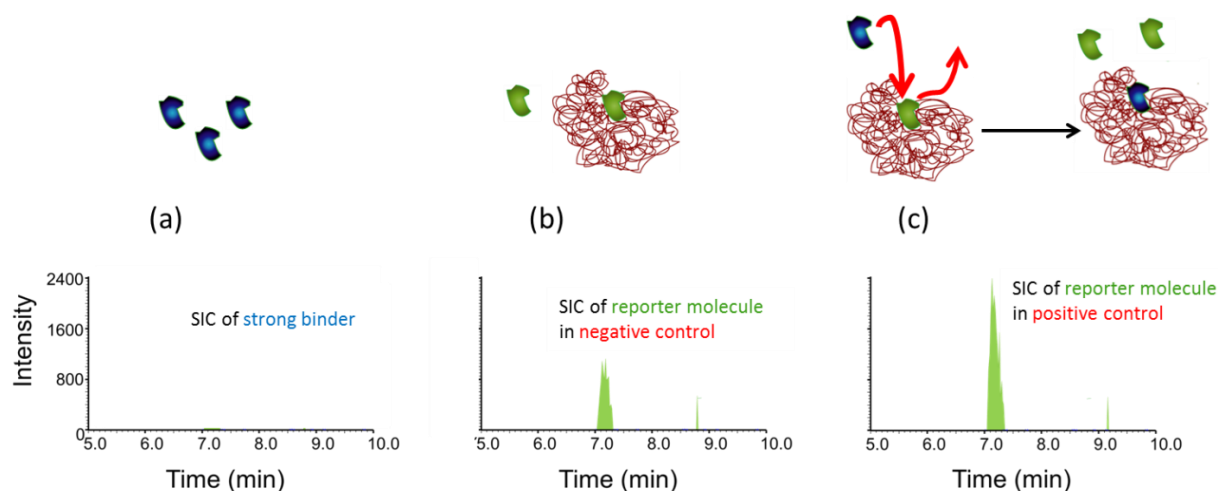 (a)
(b)
(c)
2400
1600
800
0
Intensity
SIC of strong binder
5.0 6.0 7.0 8.0 9.0 10.0
Time (min)
SIC of reporter molecule
in negative control
5.0 6.0 7.0 8.0 9.0 10.0
Time (min)
SIC of reporter molecule
in positive control
5.0 6.0 7.0 8.0 9.0 10.0
Time (min)